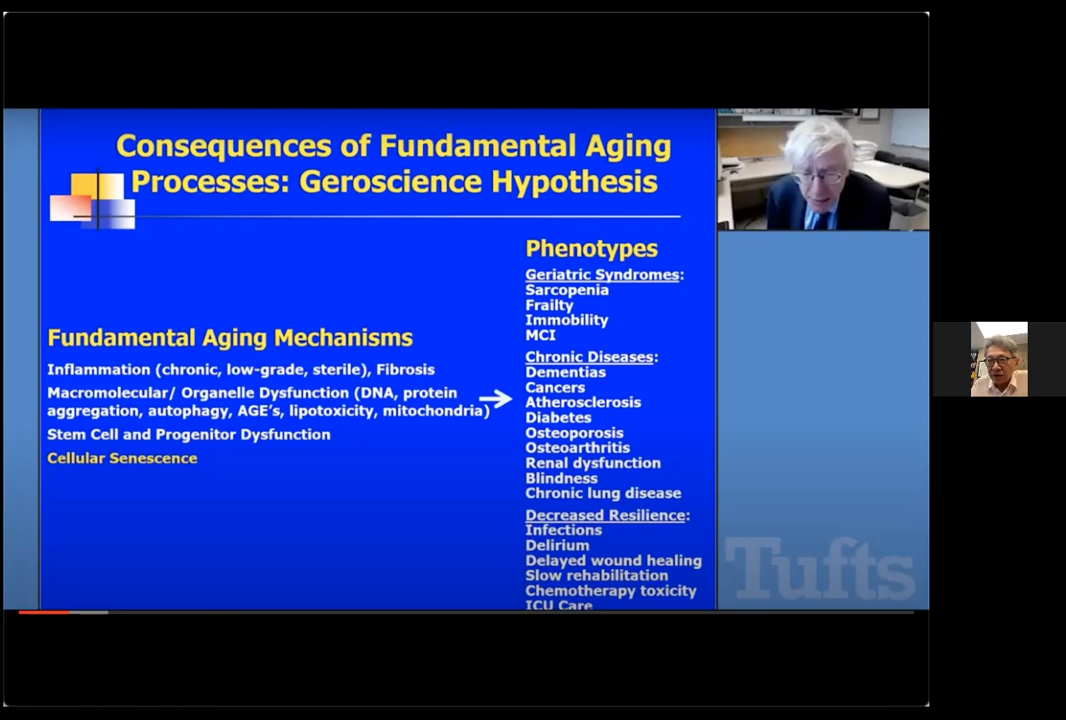 Consequences of Fundamental Aging
Processes: Geroscience Hypothesis
Fundamental Aging Mechanisms
Inflammation (chronic, low-grade, sterile), Fibrosis
Macromolecular/ Organelle Dysfunction (DNA, protein
aggregation, autophagy, AGE's, lipotoxicity, mitochondria)
Stem Cell and Progenitor Dysfunction
Cellular Senescence
Phenotypes
Geriatric Syndromes:
Sarcopenia
Frailty
Immobility
MCI
Chronic Diseases:
Dementias
Cancers
Atherosclerosis
Diabetes
Osteoporosis
Osteoarthritis
Renal dysfunction
Blindness
Chronic lung disease
Decreased Resilience:
Infections
Delirium
Delayed wound healing
Slow rehabilitation
Chemotherapy toxicity
ICU Care
Tufts